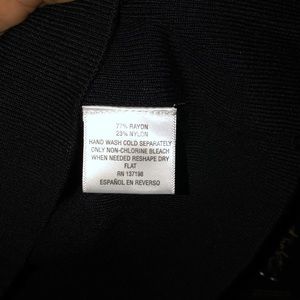 77% RAYON
23% NYLON
HAND WASH COLD SEPARATELY
ONLY NON-CHLORINE BLEACH
WHEN NEEDED RESHAPE DRY
FLAT
RN 137198
ESPAÑOL EN REVERSO